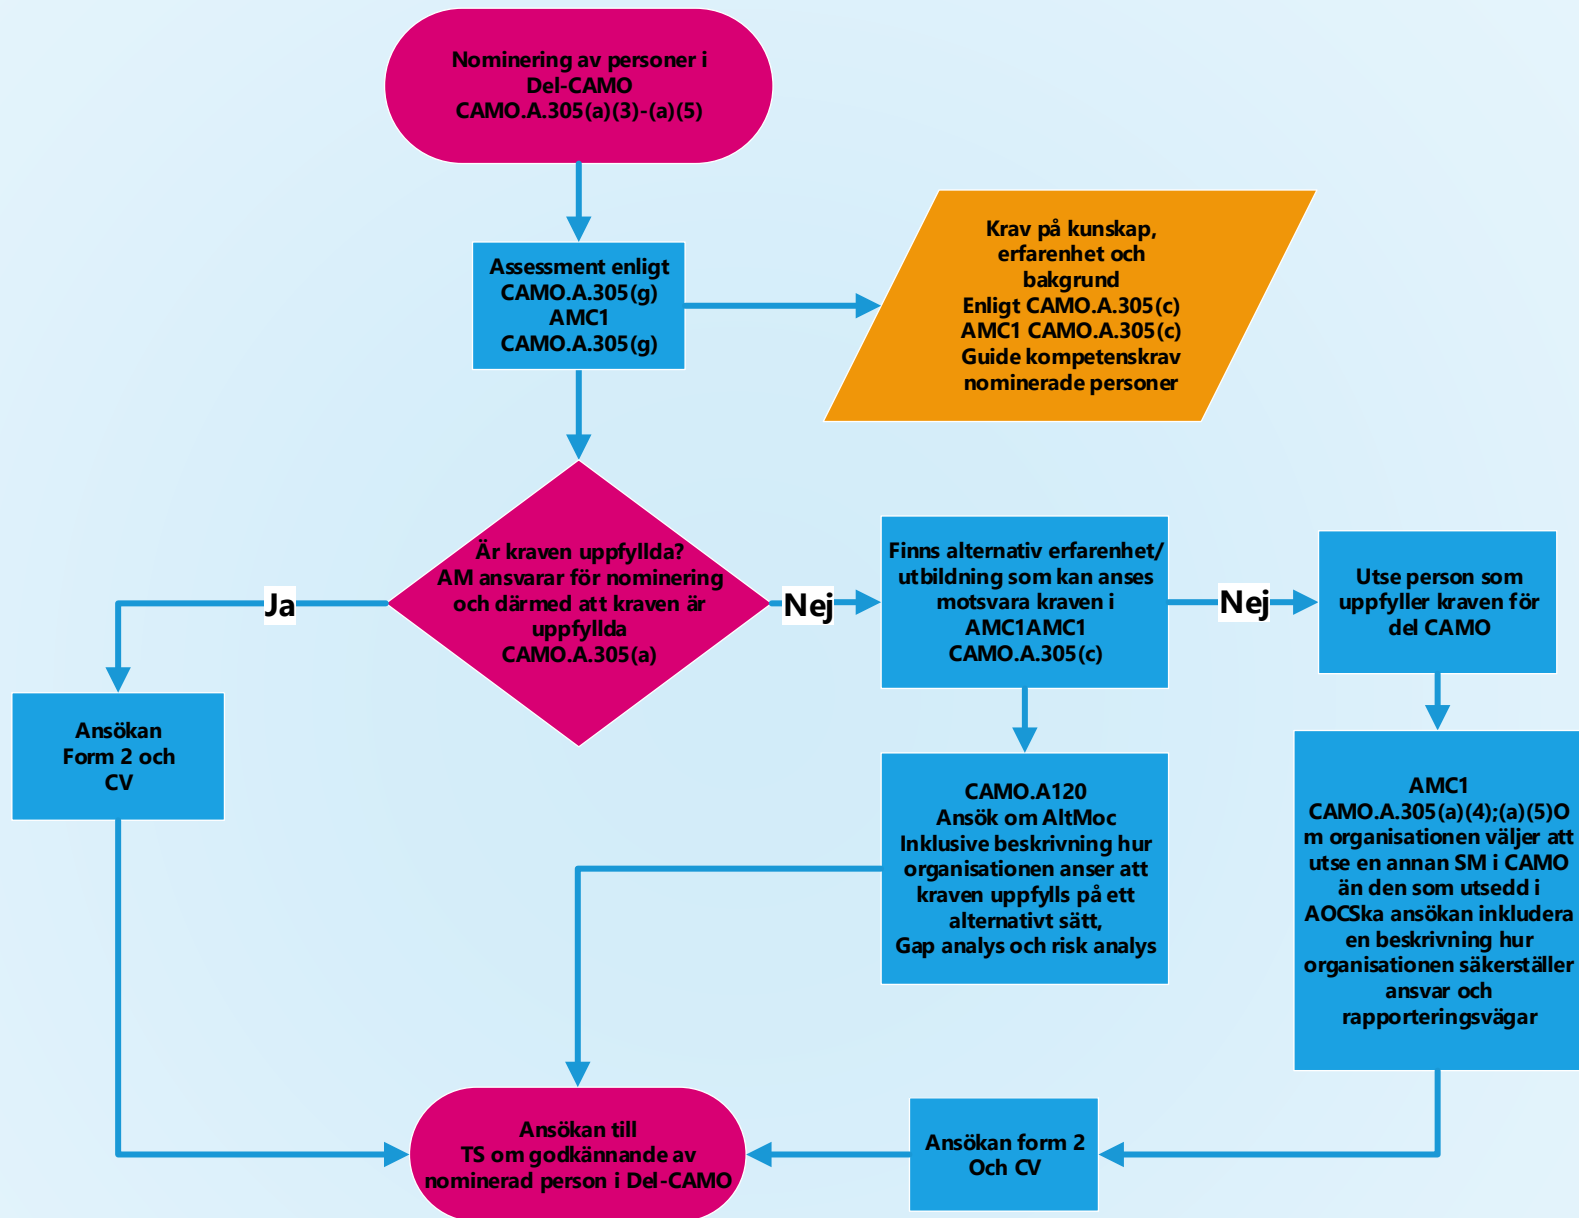 Nominering av personer i
Del-CAMO
CAMO.A.305(a)(3)-(a)(5)
Assessment enligt
CAMO.A.305(g)
AMC1
CAMO.A.305(g)
Krav på kunskap,
erfarenhet och
bakgrund
Enligt CAMO.A.305(c)
AMC1 CAMO.A.305(c)
Guide kompetenskrav
nominerade personer
Är kraven uppfyllda?
AM ansvarar för nominering
och därmed att kraven är
uppfyllda
CAMO.A.305(a)
Ja
Nej
Finns alternativ erfarenhet/
utbildning som kan anses
motsvara kraven i
AMC1AMC1
CAMO.A.305(c)
Nej
Utse person som
uppfyller kraven för
del CAMO
Ansökan
Form 2 och
CV
CAMO.A120
Ansök om AltMoc
Inklusive beskrivning hur
organisationen anser att
kraven uppfylls på ett
alternativt sätt,
Gap analys och risk analys
AMC1
CAMO.A.305(a)(4);(a)(5)O
m organisationen väljer att
utse en annan SM i CAMO
än den som utsedd i
AOCSka ansökan inkludera
en beskrivning hur
organisationen säkerställer
ansvar och
rapporteringsvägar
Ansökan till
TS om godkännande av
nominerad person i Del-CAMO
Ansökan form 2
Och CV